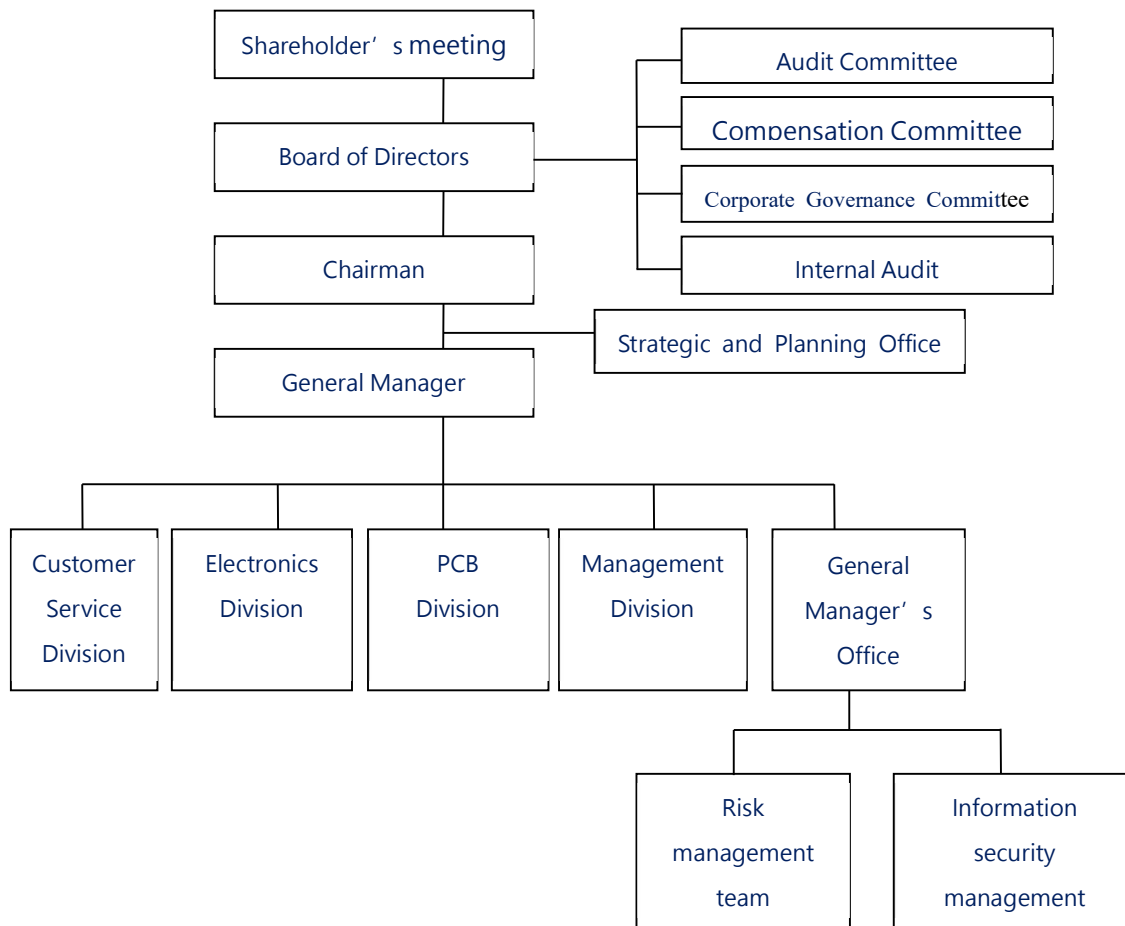 Shareholder’s meeting
Audit Committee
Compensation Committee
Board of Directors
Corporate Governance Committee
Chairman
Internal Audit
Strategic and Planning Office
General Manager
Customer
Service
Division
Electronics
Division
PCB
Division
Management
Division
General
Manager’s
Office
Risk
management
team
Information
security
management